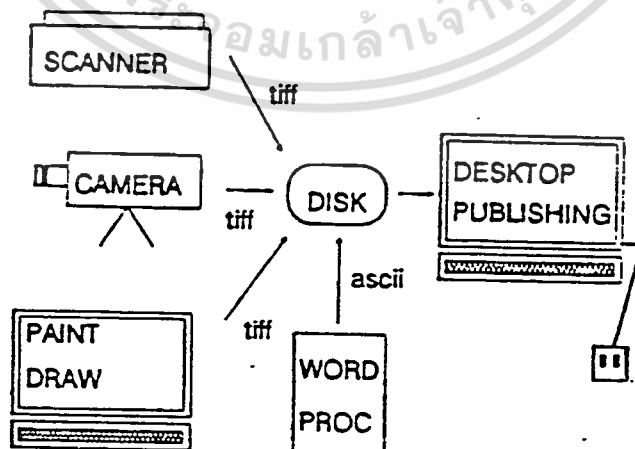 SCANNER
tiff
CAMERA
tiff
DISK
DESKTOP
PUBLISHING
ascii
PAINT
DRAW
tiff
WORD
PROC